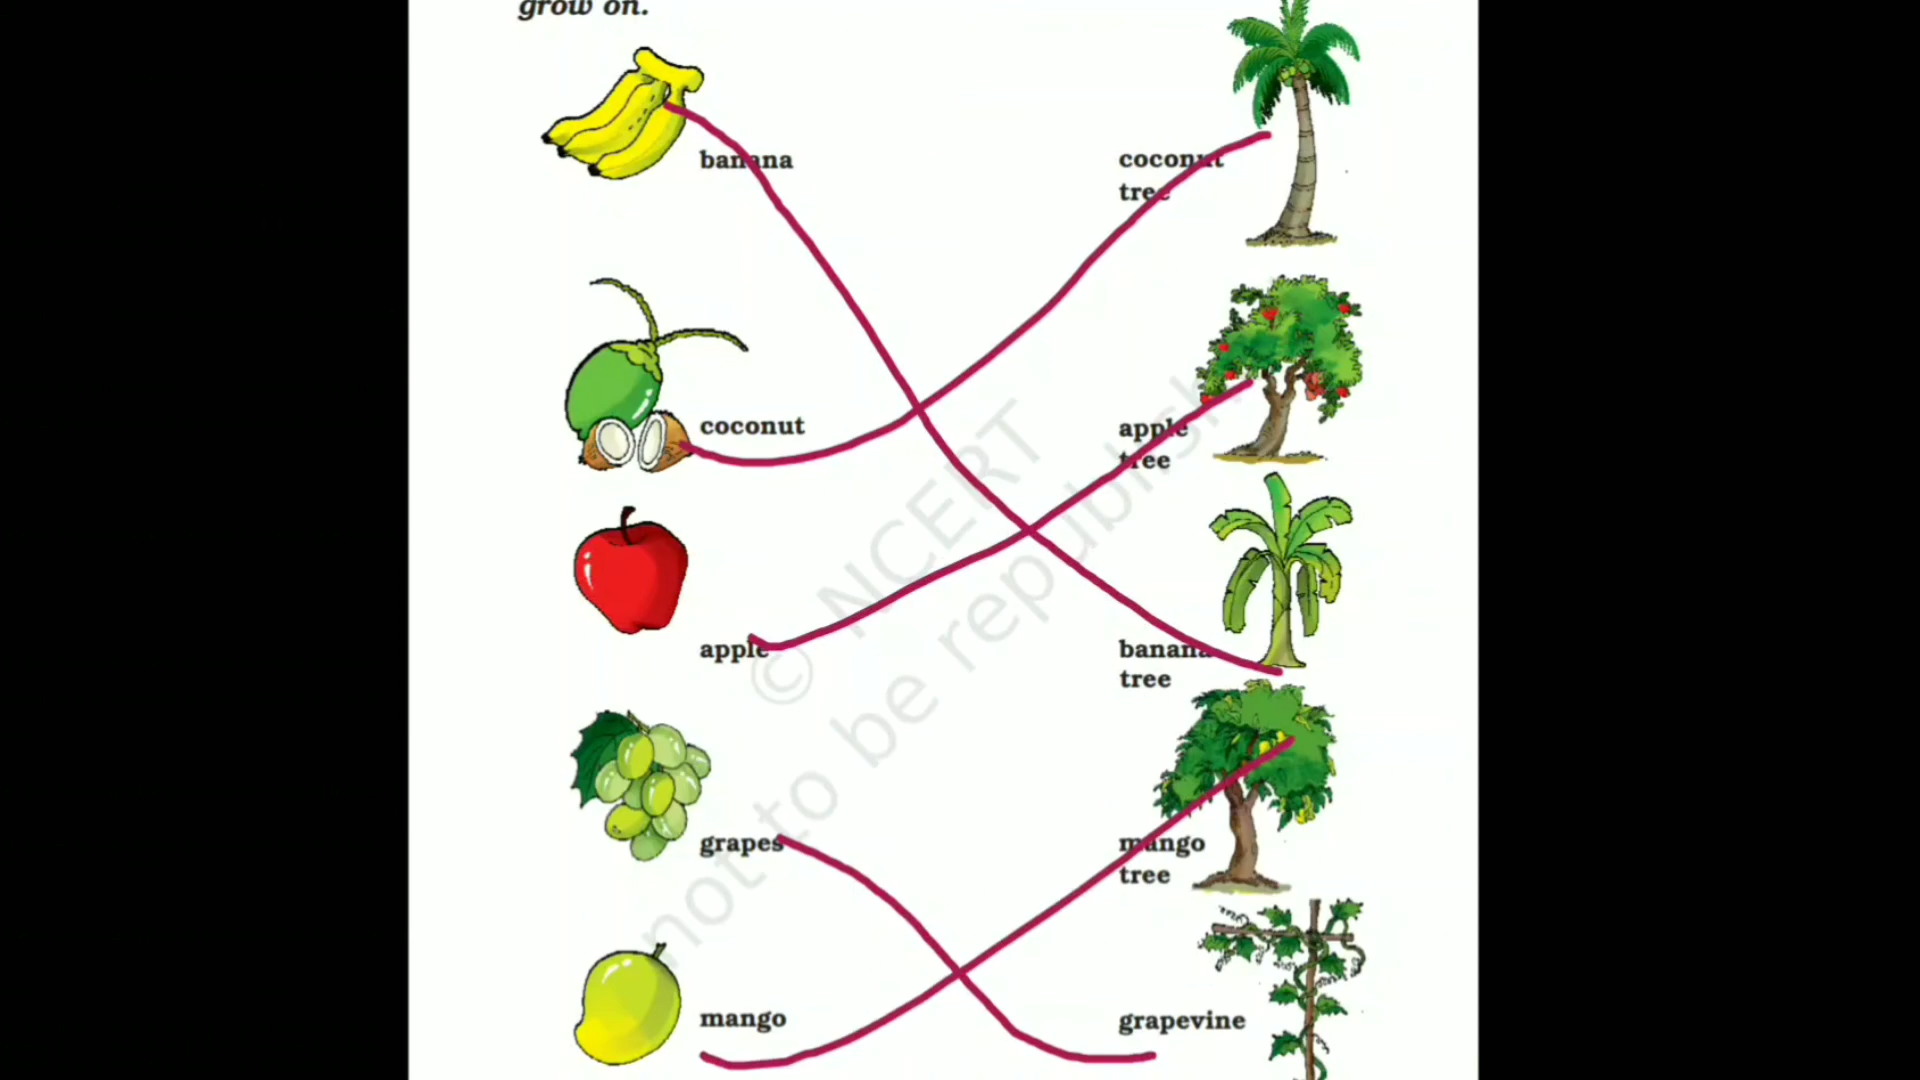 grow on.
banana
coconut
tree
coconut
apple
tree
apple
banana
tree
grapes
mango
tree
mango
grapevine
© NCERT
not to be republish